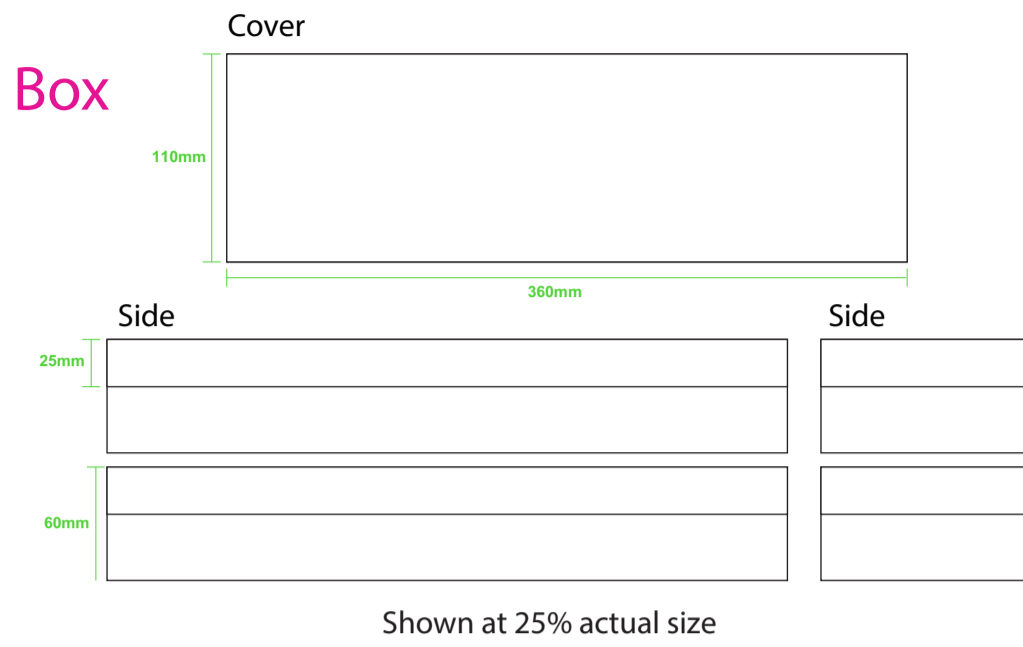 Cover
Box
110mm
360mm
Side
Side
25mm
60mm
Shown at 25% actual size